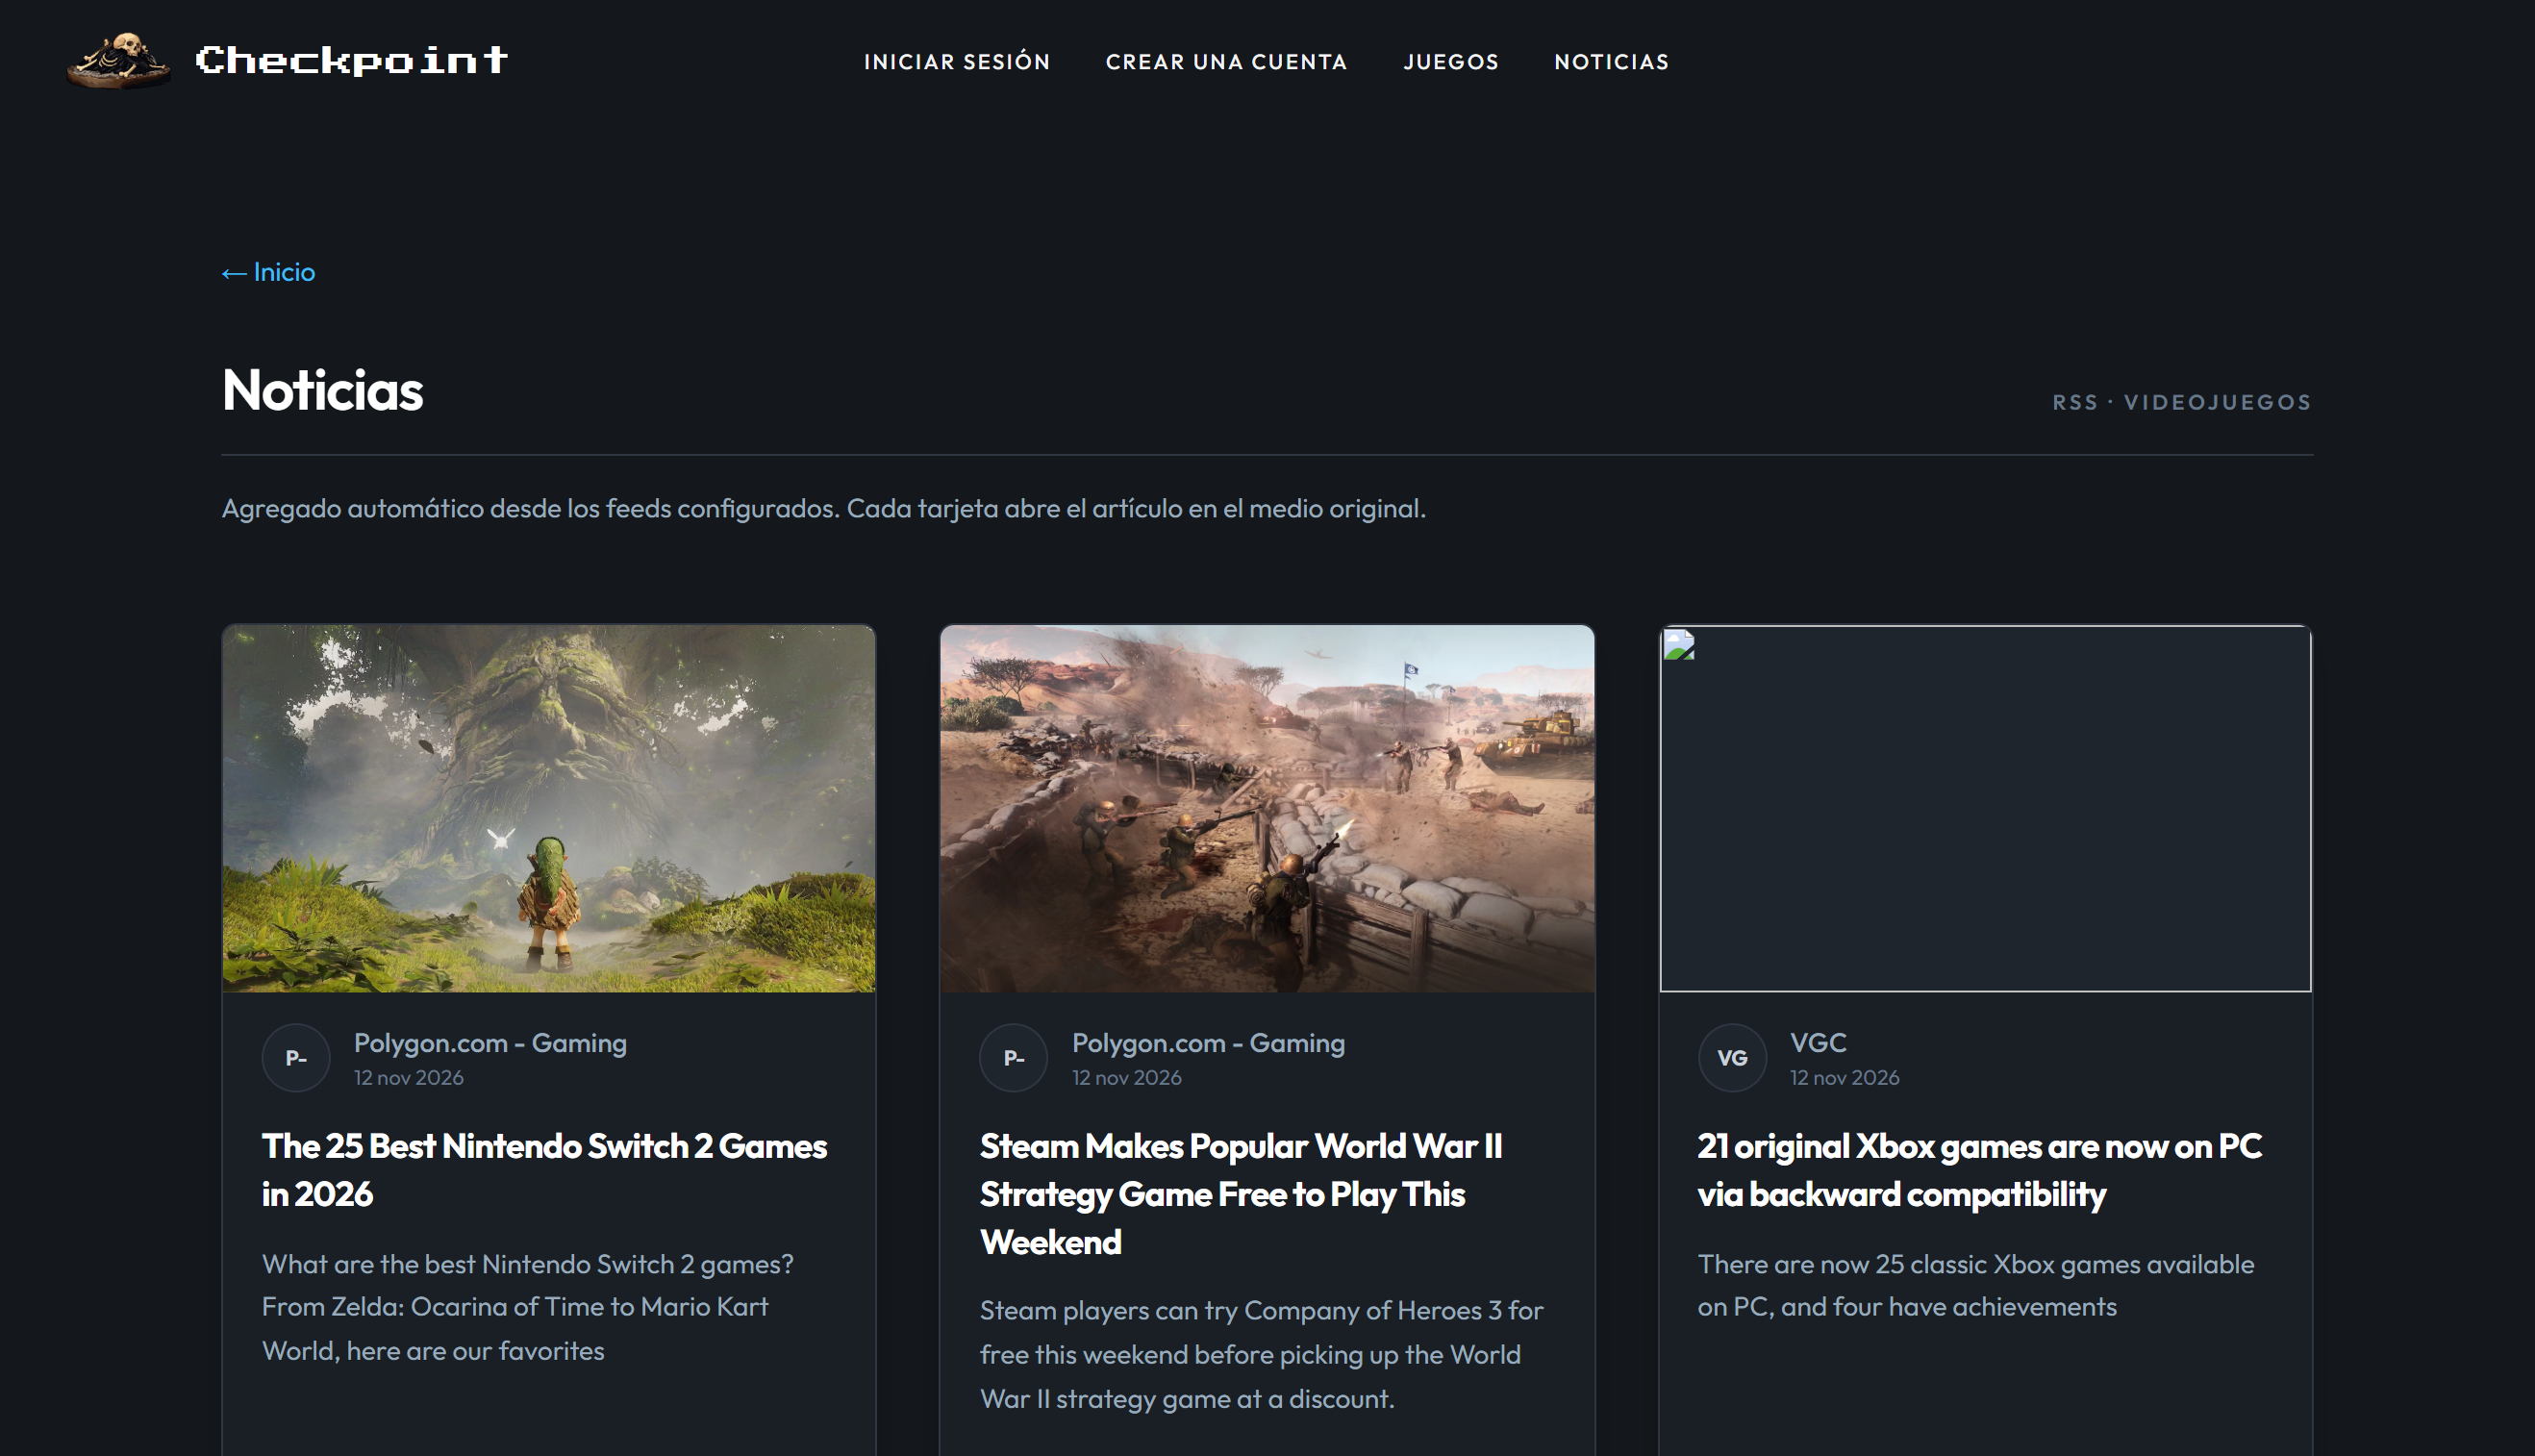 Checkpoint
INICIAR SESIÓN
CREAR UNA CUENTA
JUEGOS
NOTICIAS
← Inicio
Noticias
RSS · VIDEOJUEGOS
Agregado automático desde los feeds configurados. Cada tarjeta abre el artículo en el medio original.
P-
Polygon.com - Gaming
12 nov 2026
The 25 Best Nintendo Switch 2 Games
in 2026
What are the best Nintendo Switch 2 games?
From Zelda: Ocarina of Time to Mario Kart
World, here are our favorites
P-
Polygon.com - Gaming
12 nov 2026
Steam Makes Popular World War II
Strategy Game Free to Play This
Weekend
Steam players can try Company of Heroes 3 for
free this weekend before picking up the World
War II strategy game at a discount.
VG
VGC
12 nov 2026
21 original Xbox games are now on PC
via backward compatibility
There are now 25 classic Xbox games available
on PC, and four have achievements